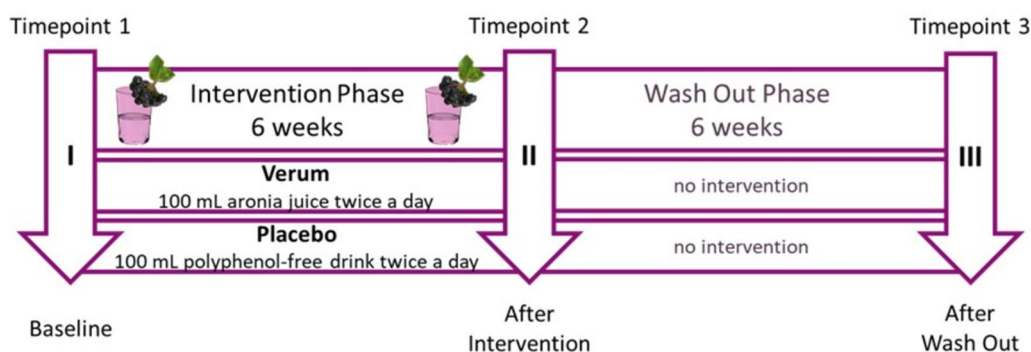 Timepoint 1
Timepoint 2
Timepoint 3
Intervention Phase
6 weeks
Wash Out Phase
6 weeks
I
II
III
Verum
100 mL aronia juice twice a day
no intervention
Placebo
100 mL polyphenol-free drink twice a day
no intervention
Baseline
After
Intervention
After
Wash Out